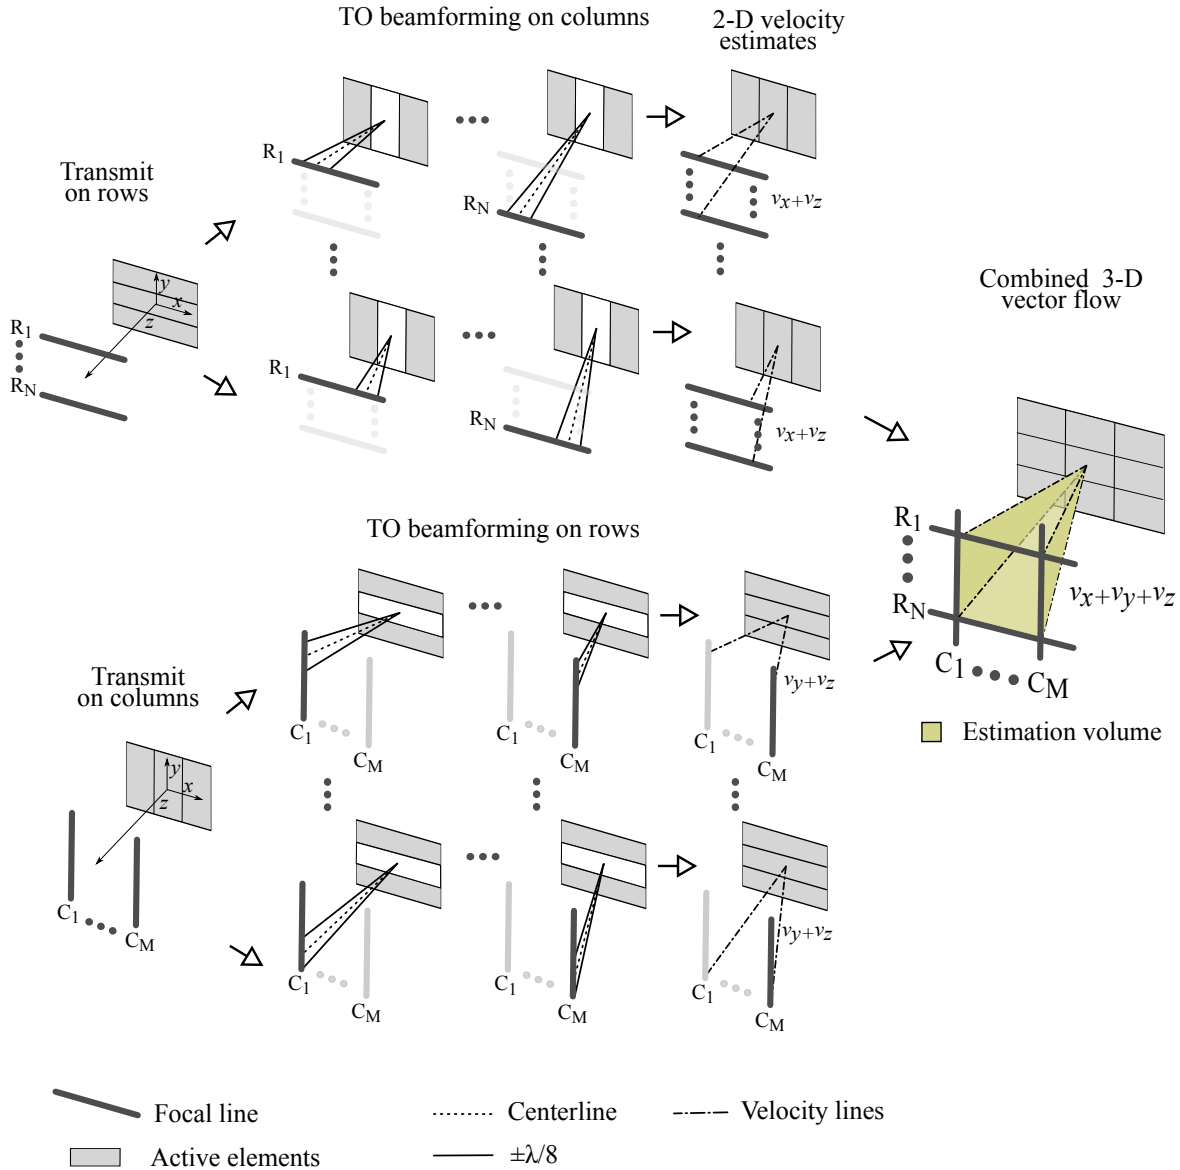 TO beamforming on columns
2-D velocity
estimates
Transmit
on rows
R1
RN
vx+vz
y
x
z
R1
RN
R1
RN
vx+vz
Combined 3-D
vector flow
TO beamforming on rows
R1
RN
vx+vy+vz
C1
CM
Estimation volume
Transmit
on columns
C1
CM
C1
CM
vy+vz
C1
CM
y
x
z
C1
CM
C1
CM
C1
CM
vy+vz
C1
CM
Focal line
Centerline
Velocity lines
Active elements
±λ/8